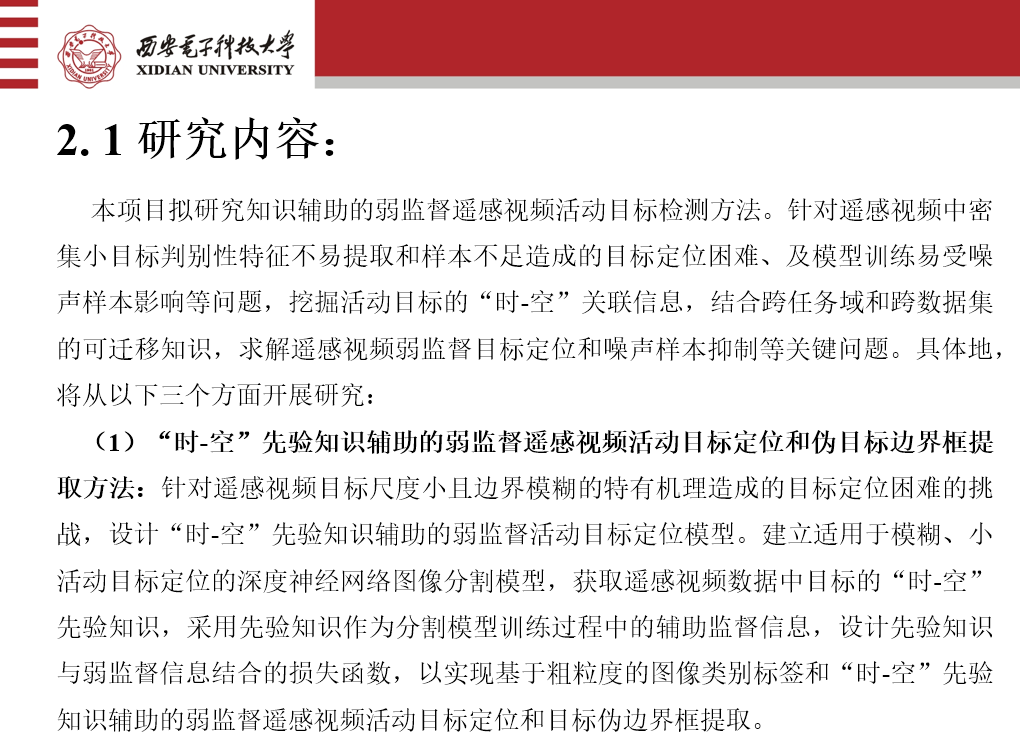 西安电子科技大学
XIDIAN UNIVERSITY
2.1 研究内容：
本项目拟研究知识辅助的弱监督遥感视频活动目标检测方法。针对遥感视频中密
集小目标判别性特征不易提取和样本不足造成的目标定位困难、及模型训练易受噪
声样本影响等问题，挖掘活动目标的“时-空”关联信息，结合跨任务域和跨数据集
的可迁移知识，求解遥感视频弱监督目标定位和噪声样本抑制等关键问题。具体地，
将从以下三个方面开展研究：
（1）“时-空”先验知识辅助的弱监督遥感视频活动目标定位和伪目标边界框提
取方法：针对遥感视频目标尺度小且边界模糊的特有机理造成的目标定位困难的挑
战，设计“时-空”先验知识辅助的弱监督活动目标定位模型。建立适用于模糊、小
活动目标定位的深度神经网络图像分割模型，获取遥感视频数据中目标的“时-空”
先验知识，采用先验知识作为分割模型训练过程中的辅助监督信息，设计先验知识
与弱监督信息结合的损失函数，以实现基于粗粒度的图像类别标签和“时-空”先验
知识辅助的弱监督遥感视频活动目标定位和目标伪边界框提取。